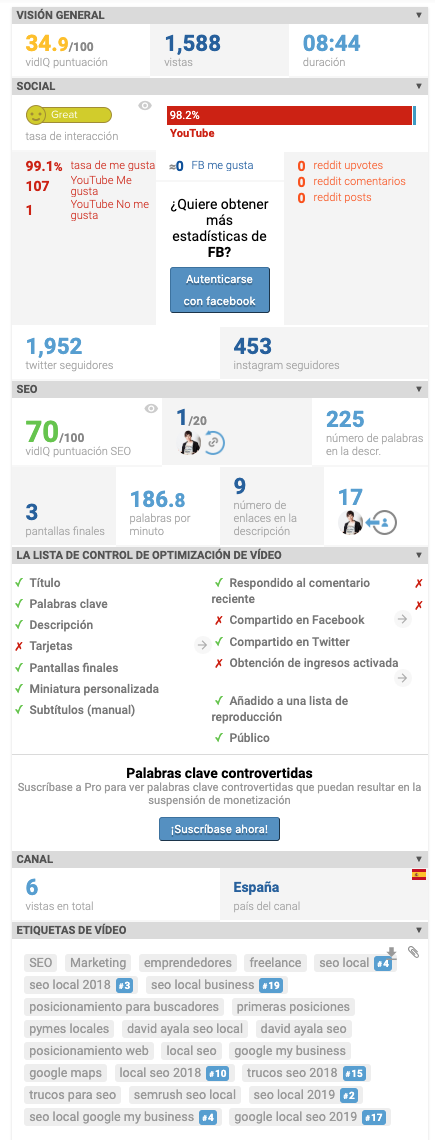 VISIÓN GENERAL
34.9/100
vidIQ puntuación
1,588
vistas
08:44
duración
SOCIAL
Great
tasa de interacción
98.2%
YouTube
99.1% tasa de me gusta
107 YouTube Me gusta
1 YouTube No me gusta
≈0 FB me gusta
¿Quiere obtener
más
estadísticas de
FB?
Autenticarse
con facebook
0 reddit upvotes
0 reddit comentarios
0 reddit posts
1,952
twitter seguidores
453
instagram seguidores
SEO
70/100
vidIQ puntuación SEO
1/20
225
número de palabras
en la descr.
3
pantallas finales
186.8
palabras por
minuto
9
número de
enlaces en la
descripción
17
LA LISTA DE CONTROL DE OPTIMIZACIÓN DE VÍDEO
✓ Título
✓ Palabras clave
✓ Descripción
✗ Tarjetas
✓ Pantallas finales
✓ Miniatura personalizada
✓ Subtítulos (manual)
✓ Respondido al comentario
reciente
✗ Compartido en Facebook
✓ Compartido en Twitter
✗ Obtención de ingresos activada
✓ Añadido a una lista de
reproducción
✓ Público
Palabras clave controvertidas
Suscríbase a Pro para ver palabras clave controvertidas que puedan resultar en la
suspensión de monetización
¡Suscríbase ahora!
CANAL
6
vistas en total
España
país del canal
ETIQUETAS DE VÍDEO
SEO Marketing emprendedores freelance seo local #4
seo local 2018 #3 seo local business #19
posicionamiento para buscadores primeras posiciones
pymes locales david ayala seo local david ayala seo
posicionamiento web local seo google my business
google maps local seo 2018 #10 trucos seo 2018 #15
trucos para seo semrush seo local seo local 2019 #2
seo local google my business #4 google local seo 2019 #17